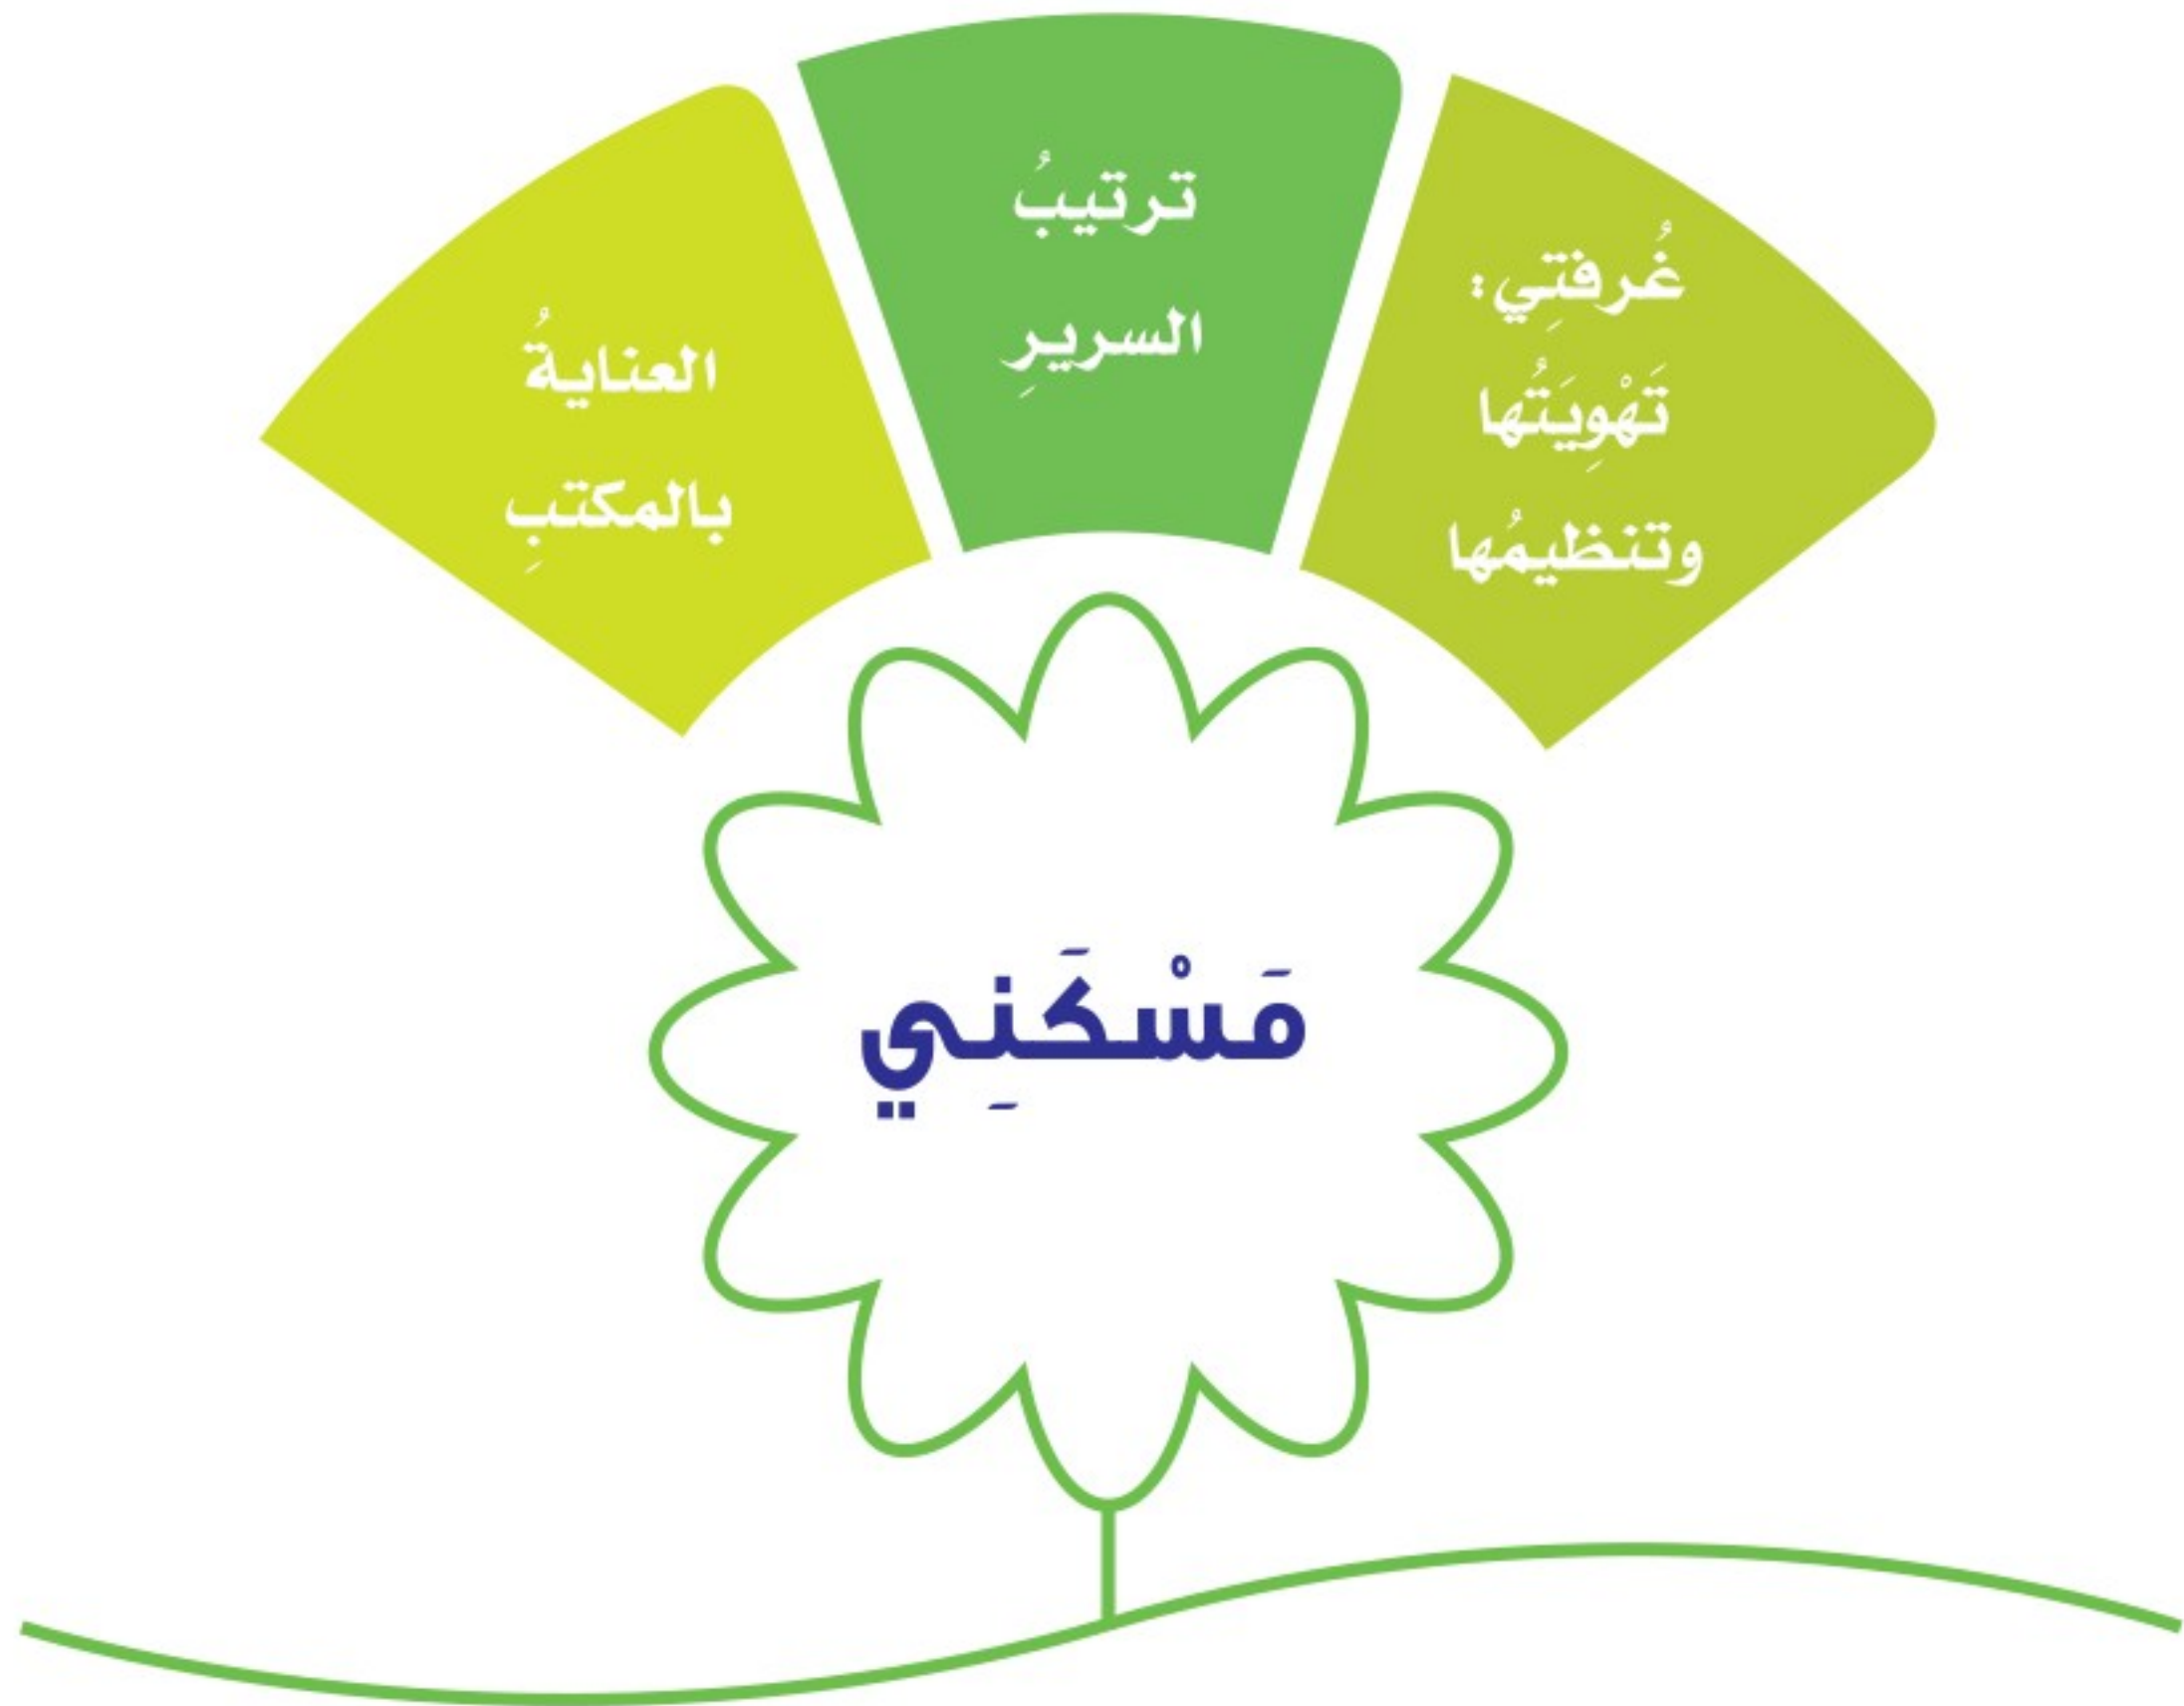 غُرفتِي:
تَهْوِيَتُها
وتنظيمُها
ترتيبُ
السريرِ
العنايةُ
بالمكتبِ
مَسْكَنِي